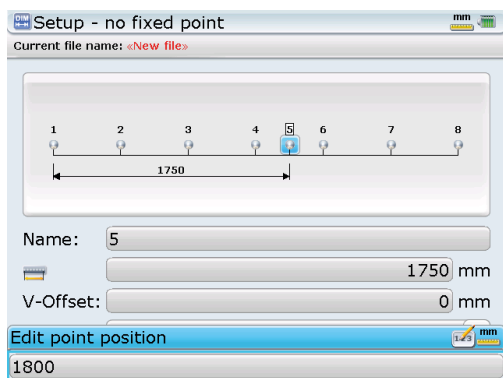 Setup - no fixed point
mm
Current file name: «New file»
1 2 3 4 5 6 7 8
1750
Name: 5
1750 mm
V-Offset: 0 mm
Edit point position
mm
1800